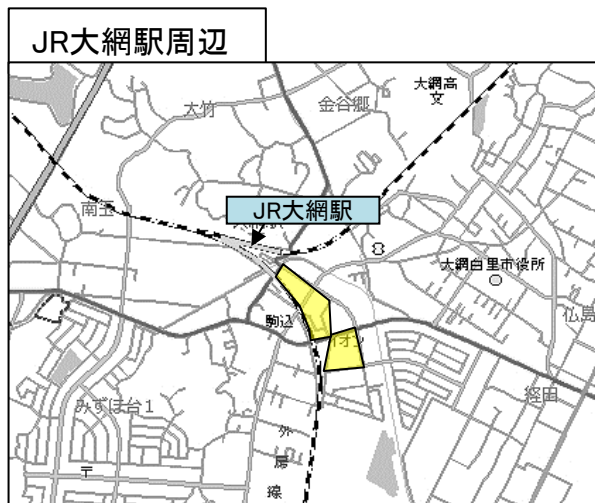 JR大網駅周辺
大網高
文
金谷郷
大竹
南玉
JR大網駅
大網白里市役所
仏島
駒込
イオン
経田
みずほ台1
外房線
〒